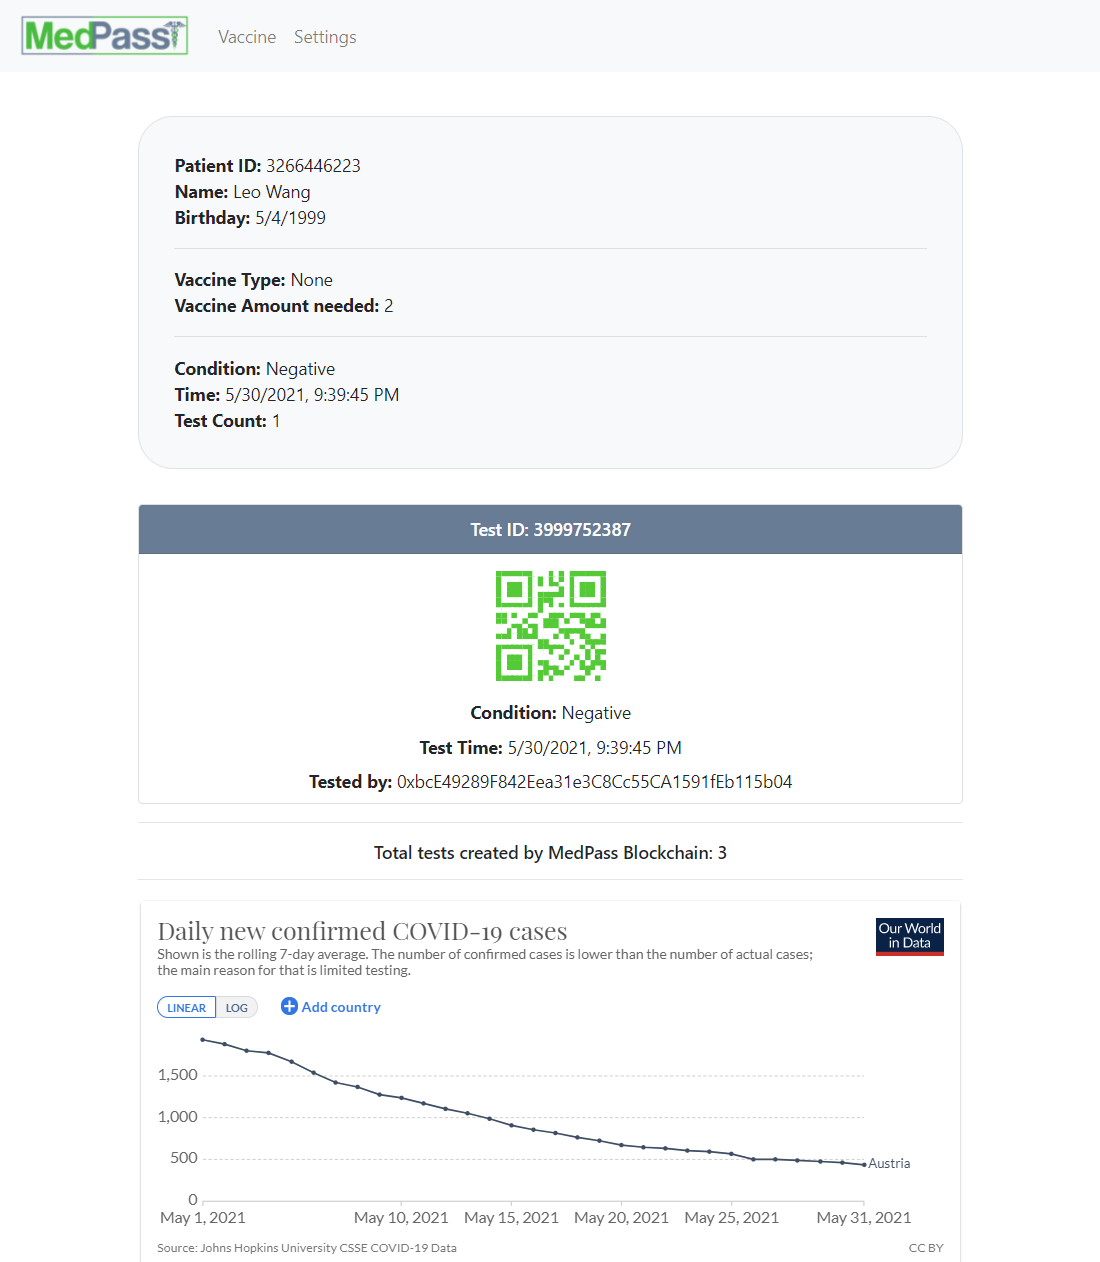 MedPass
Vaccine Settings
Patient ID: 3266446223
Name: Leo Wang
Birthday: 5/4/1999
Vaccine Type: None
Vaccine Amount needed: 2
Condition: Negative
Time: 5/30/2021, 9:39:45 PM
Test Count: 1
Test ID: 3999752387
Condition: Negative
Test Time: 5/30/2021, 9:39:45 PM
Tested by: 0xbcE49289F842Eea31e3C8Cc55CA1591fEb115b04
Total tests created by MedPass Blockchain: 3
Daily new confirmed COVID-19 cases
Our World
in Data
Shown is the rolling 7-day average. The number of confirmed cases is lower than the number of actual cases;
the main reason for that is limited testing.
LINEAR LOG Add country
1,500
1,000
500
Austria
0
May 1, 2021 May 10, 2021 May 15, 2021 May 20, 2021 May 25, 2021 May 31, 2021
Source: Johns Hopkins University CSSE COVID-19 Data CC BY